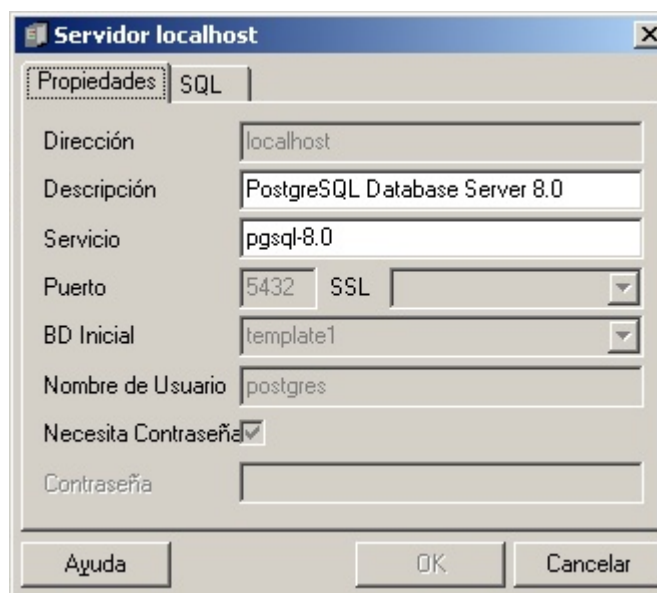 Servidor localhost
Propiedades SQL
Dirección localhost
Descripción PostgreSQL Database Server 8.0
Servicio pgsql-8.0
Puerto 5432 SSL
BD Inicial template1
Nombre de Usuario postgres
Necesita Contraseña
Contraseña
Ayuda OK Cancelar